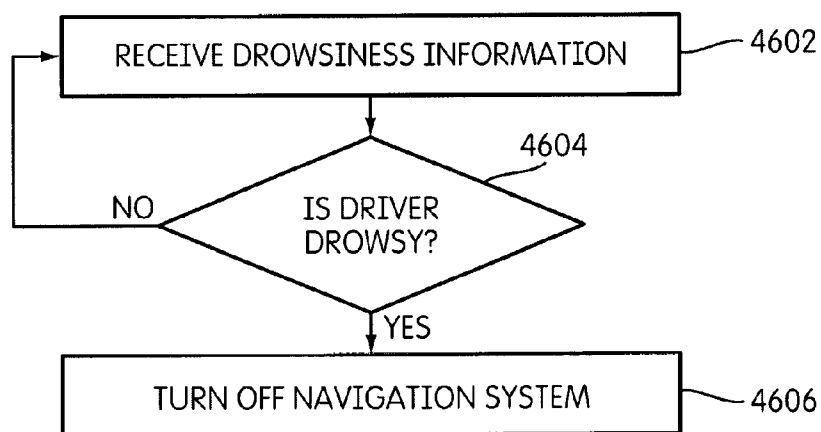 RECEIVE DROWSINESS INFORMATION
4602
4604
IS DRIVER
DROWSY?
NO
YES
TURN OFF NAVIGATION SYSTEM
4606